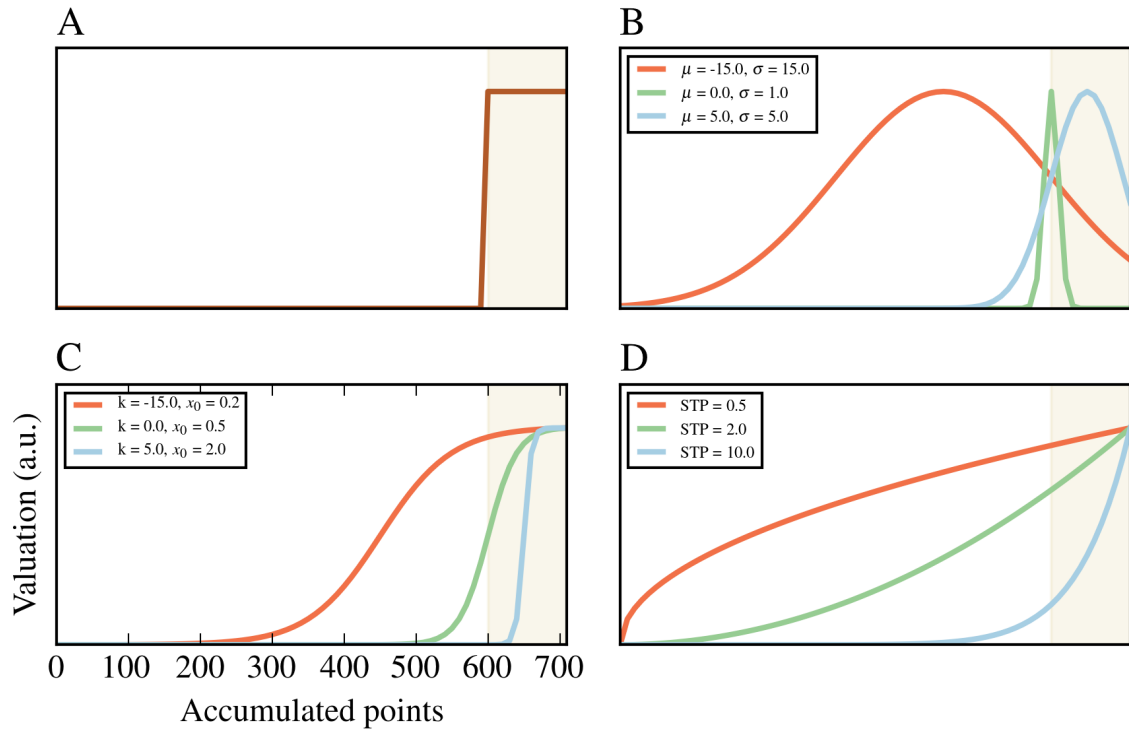 A
B
μ = -15.0, σ = 15.0
μ = 0.0, σ = 1.0
μ = 5.0, σ = 5.0
C
D
k = -15.0, x₀ = 0.2
k = 0.0, x₀ = 0.5
k = 5.0, x₀ = 2.0
STP = 0.5
STP = 2.0
STP = 10.0
Valuation (a.u.)
0 100 200 300 400 500 600 700
Accumulated points